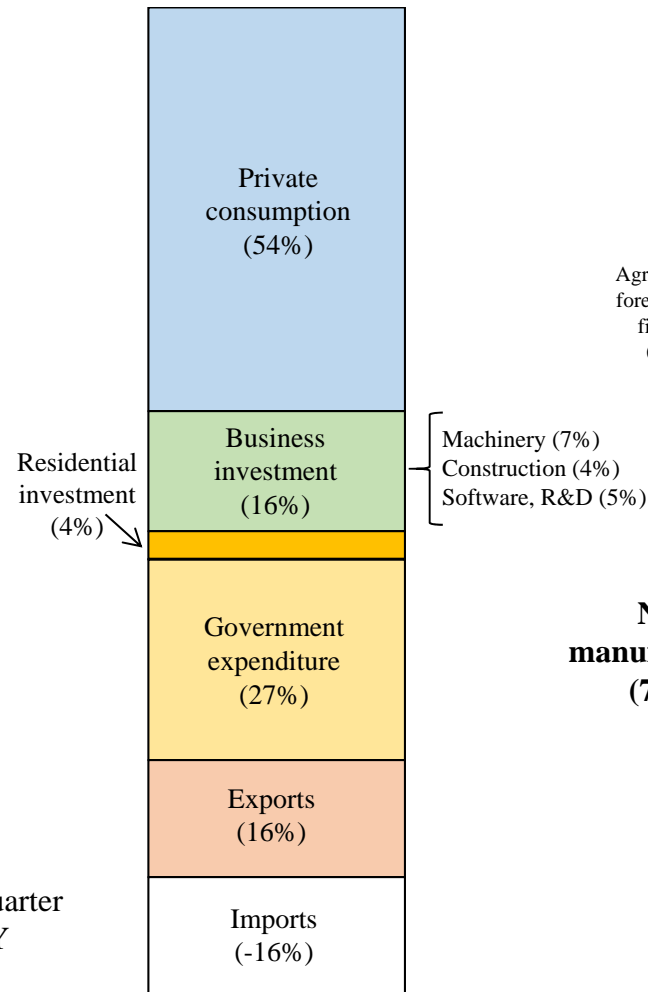 Private
consumption
(54%)
Business
investment
(16%)
Machinery (7%)
Construction (4%)
Software, R&D (5%)
Residential
investment
(4%)
Government
expenditure
(27%)
Exports
(16%)
Imports
(-16%)